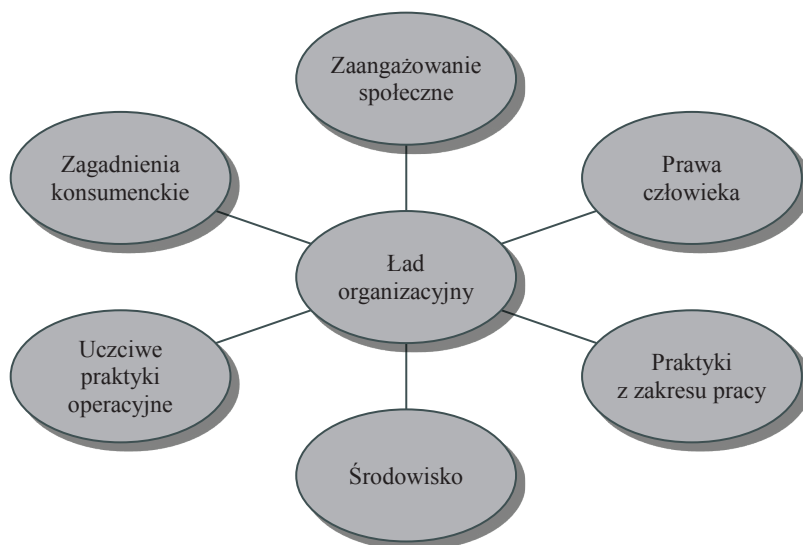 Zaangażowanie
społeczne
Zagadnienia
konsumenckie
Prawa
człowieka
Ład
organizacyjny
Uczciwe
praktyki
operacyjne
Praktyki
z zakresu pracy
Środowisko